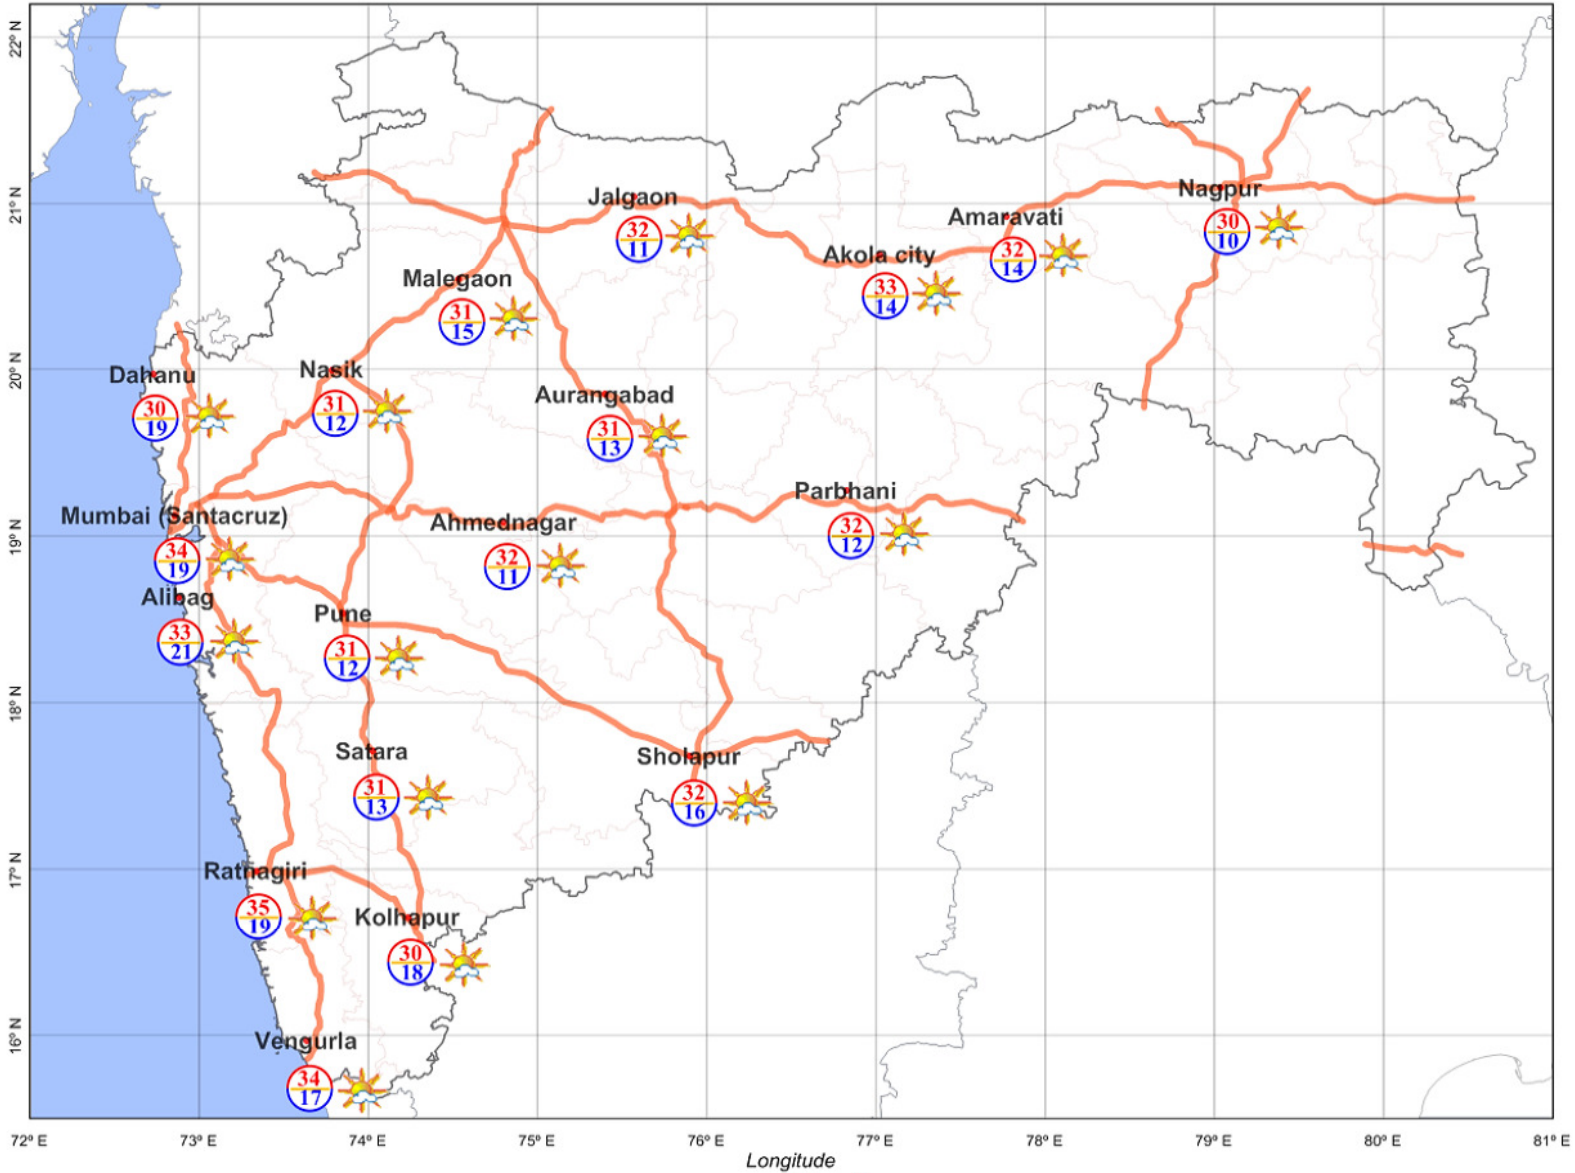 22° N
21° N
Jalgaon
32
11
Nagpur
30
10
Amaravati
32
14
Akola city
33
14
Malegaon
31
15
20° N
Dahanu
30
19
Nasik
31
12
Aurangabad
31
13
Parbhani
32
12
19° N
Mumbai (Santacruz)
34
19
Ahmednagar
32
11
Alibag
33
21
Pune
31
12
18° N
Satara
31
13
Sholapur
32
16
17° N
Ratnagiri
35
19
Kolhapur
30
18
16° N
Vengurla
34
17
72° E 73° E 74° E 75° E 76° E 77° E 78° E 79° E 80° E 81° E
Longitude